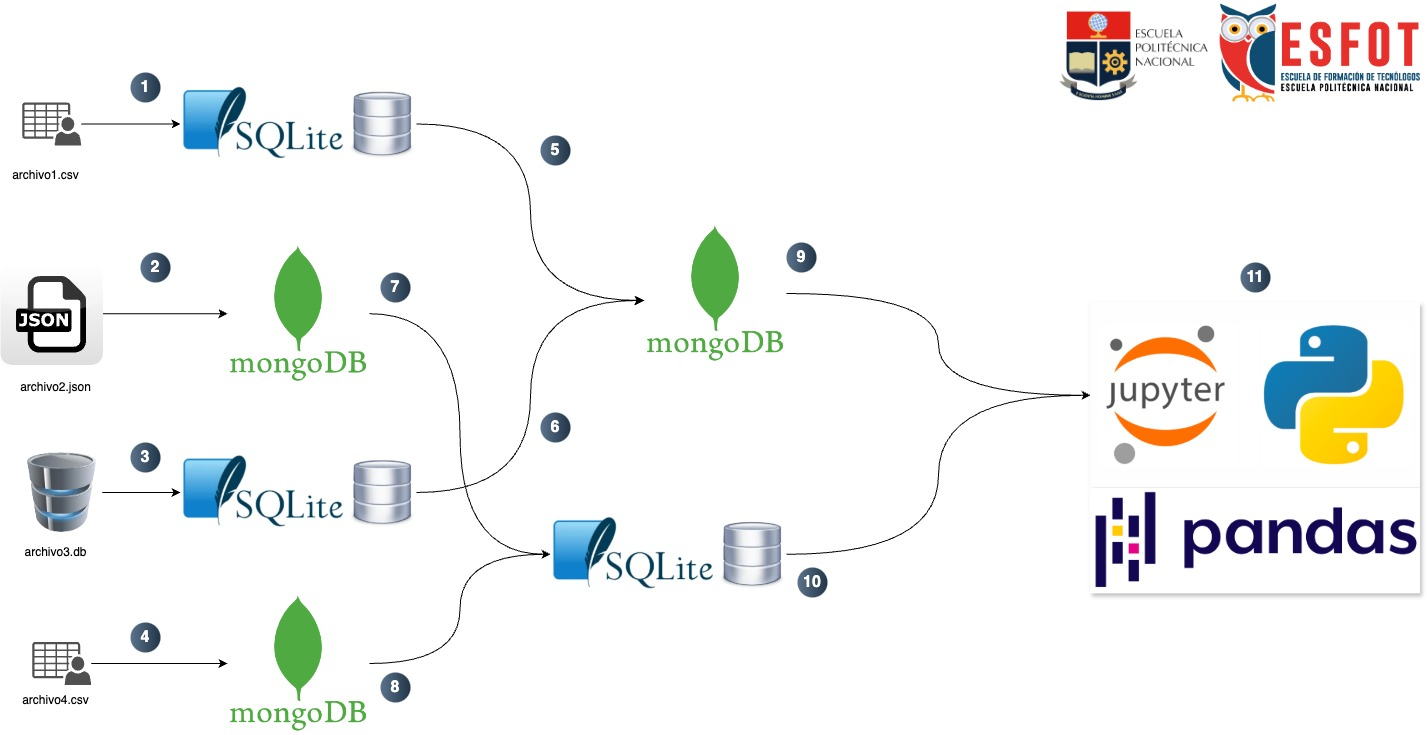 ESCUELA
POLITÉCNICA
NACIONAL
ESFOT
ESCUELA DE FORMACIÓN DE TECNÓLOGOS
ESCUELA POLITÉCNICA NACIONAL
1
SQLite
archivo1.csv
5
2
JSON
archivo2.json
mongoDB
7
9
mongoDB
11
jupyter
3
SQLite
archivo3.db
6
pandas
SQLite
10
4
archivo4.csv
mongoDB
8